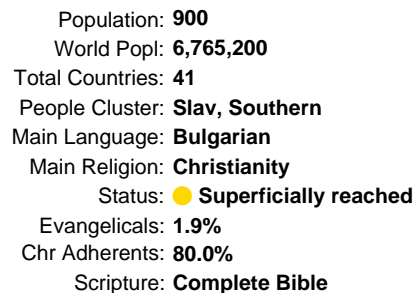 Population: 900
World Popl: 6,765,200
Total Countries: 41
People Cluster: Slav, Southern
Main Language: Bulgarian
Main Religion: Christianity
Status: Superficially reached
Evangelicals: 1.9%
Chr Adherents: 80.0%
Scripture: Complete Bible